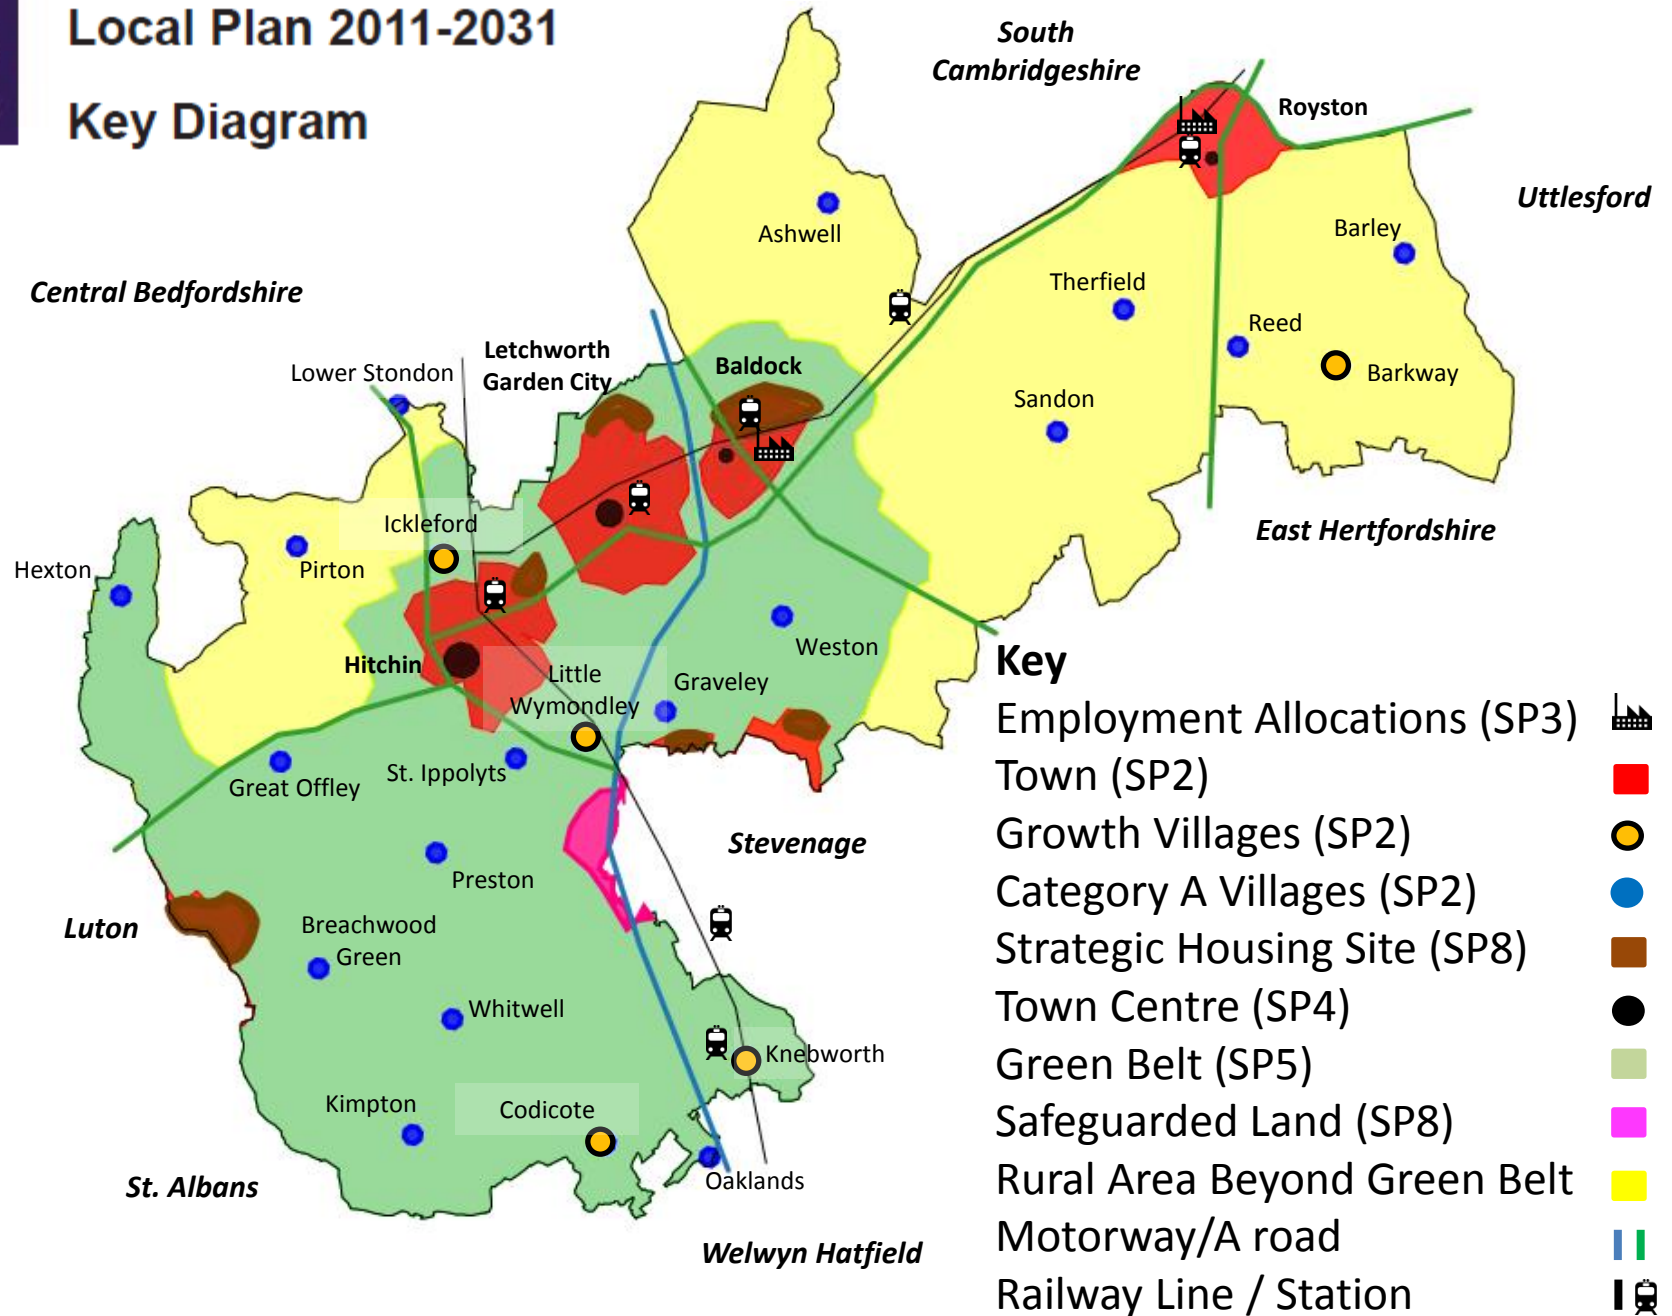 Local Plan 2011-2031
Key Diagram
South
Cambridgeshire
Royston
Uttlesford
Ashwell
Barley
Therfield
Central Bedfordshire
Reed
Letchworth
Garden City
Baldock
Lower Stondon
Barkway
Sandon
Ickleford
East Hertfordshire
Hexton
Pirton
Weston
Hitchin
Little
Wymondley
Graveley
St. Ippolyts
Great Offley
Stevenage
Preston
Luton
Breachwood
Green
Whitwell
Knebworth
Kimpton
Codicote
St. Albans
Oaklands
Welwyn Hatfield
Key
Employment Allocations (SP3)
Town (SP2)
Growth Villages (SP2)
Category A Villages (SP2)
Strategic Housing Site (SP8)
Town Centre (SP4)
Green Belt (SP5)
Safeguarded Land (SP8)
Rural Area Beyond Green Belt
Motorway/A road
Railway Line / Station